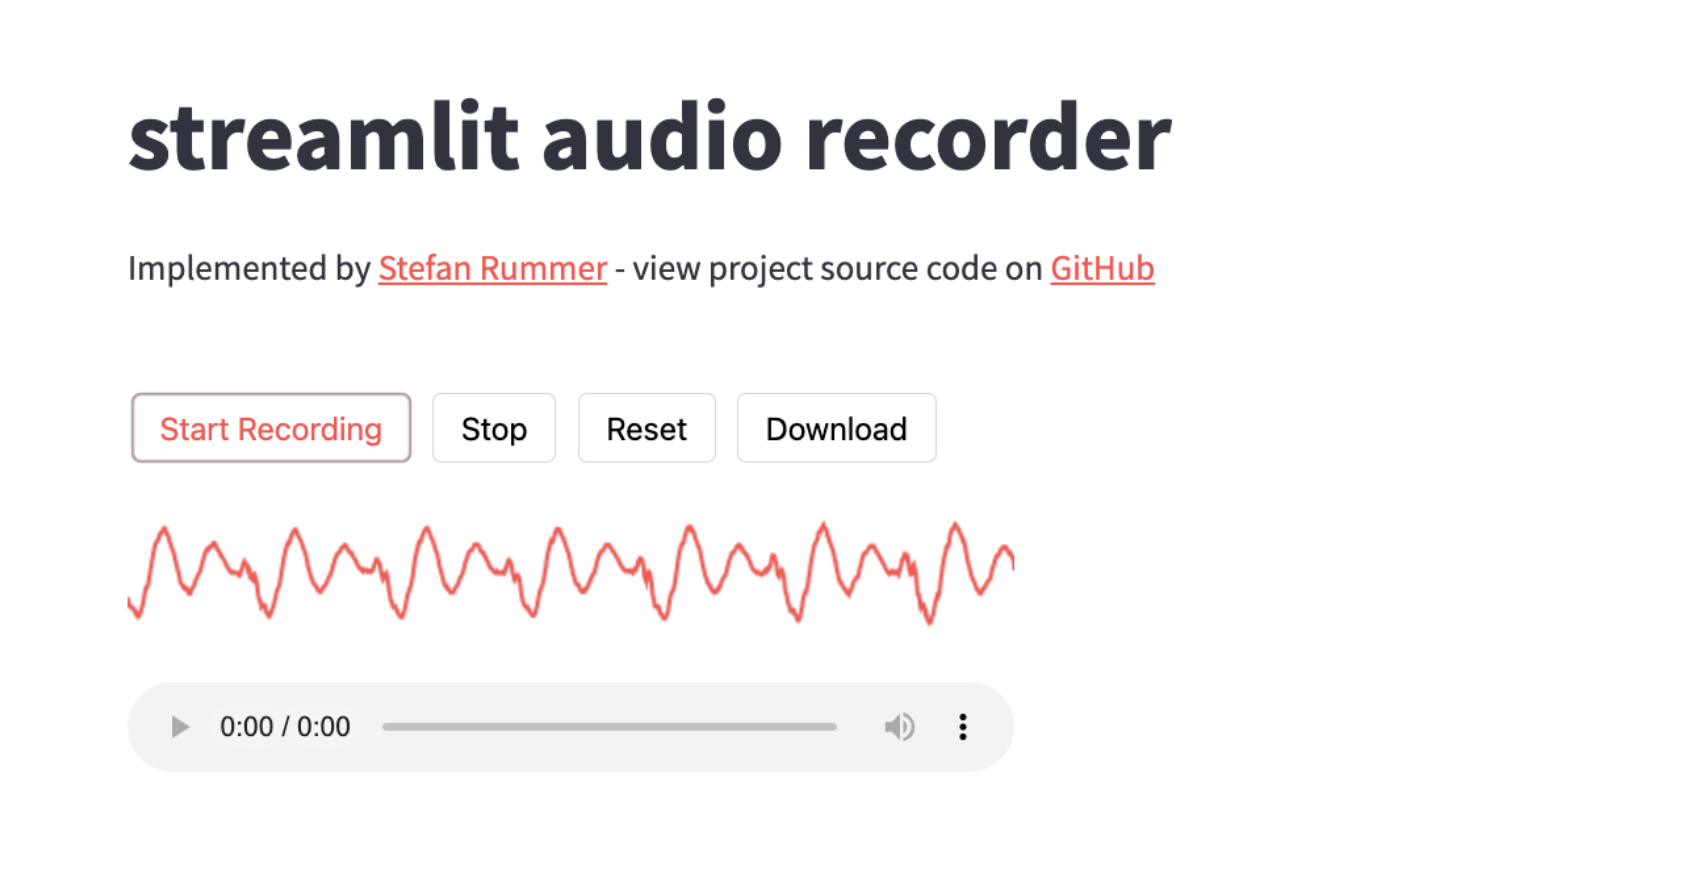 streamlit audio recorder
Implemented by Stefan Rummer - view project source code on GitHub
Start Recording Stop Reset Download
0:00 / 0:00